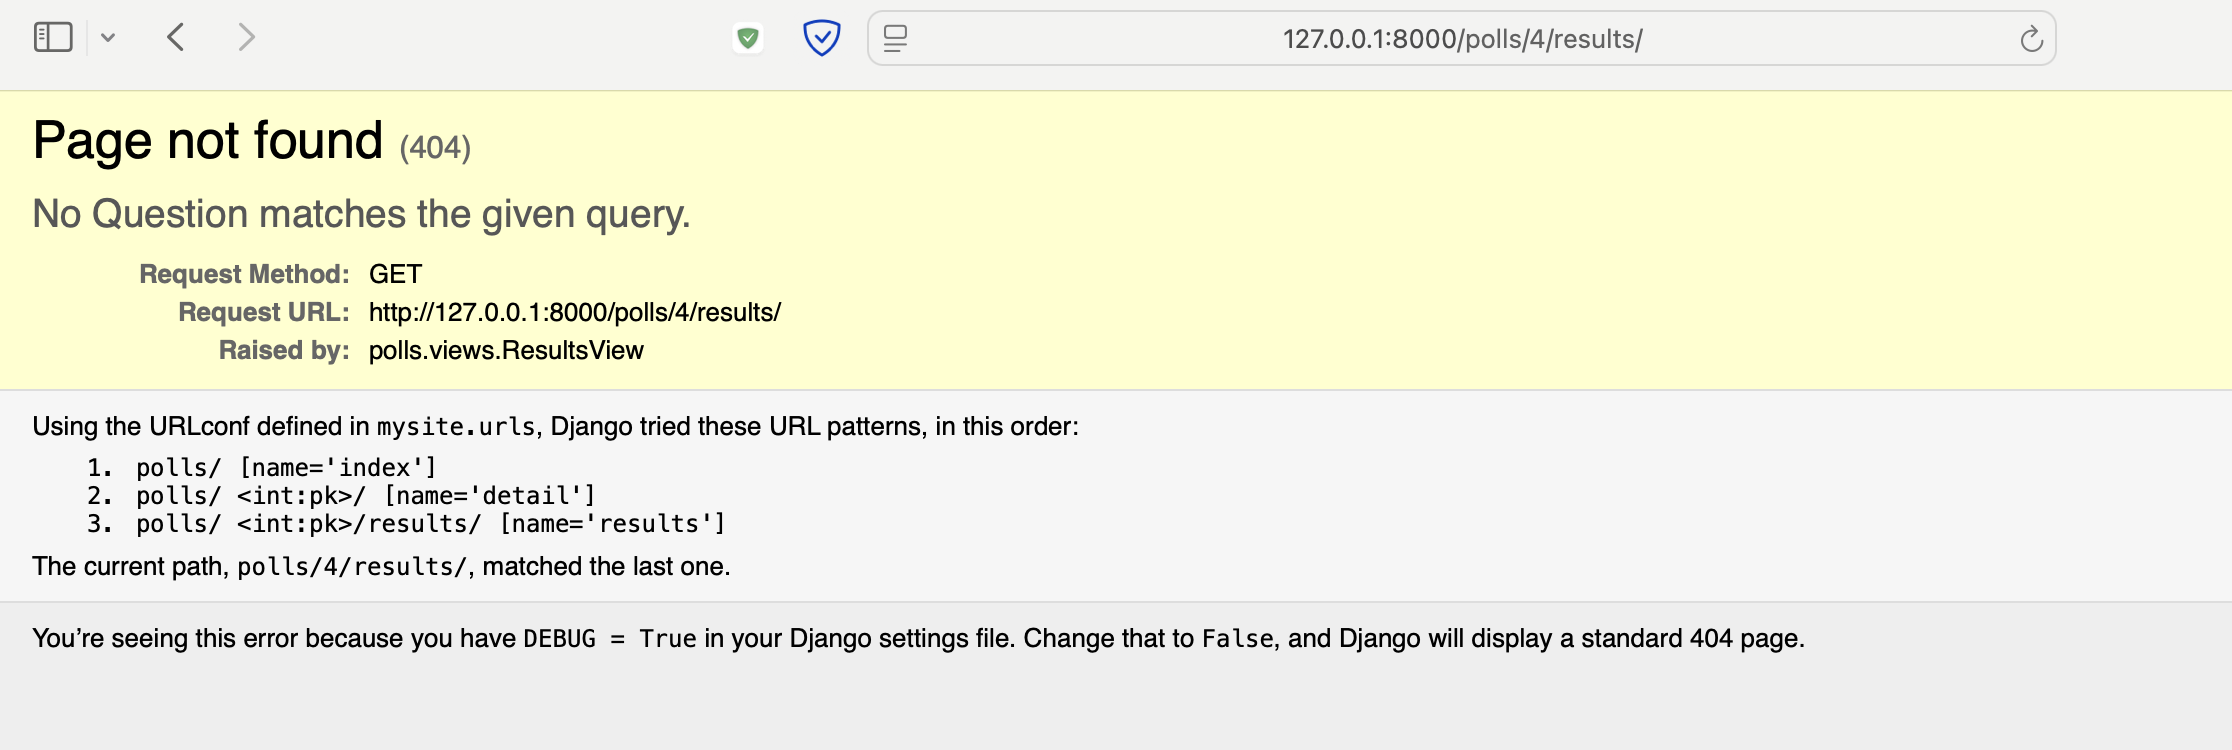 127.0.0.1:8000/polls/4/results/
Page not found (404)
No Question matches the given query.
Request Method: GET
Request URL: http://127.0.0.1:8000/polls/4/results/
Raised by: polls.views.ResultsView
Using the URLconf defined in mysite.urls, Django tried these URL patterns, in this order:
1. polls/ [name='index']
2. polls/ <int:pk>/ [name='detail']
3. polls/ <int:pk>/results/ [name='results']
The current path, polls/4/results/, matched the last one.
You’re seeing this error because you have DEBUG = True in your Django settings file. Change that to False, and Django will display a standard 404 page.